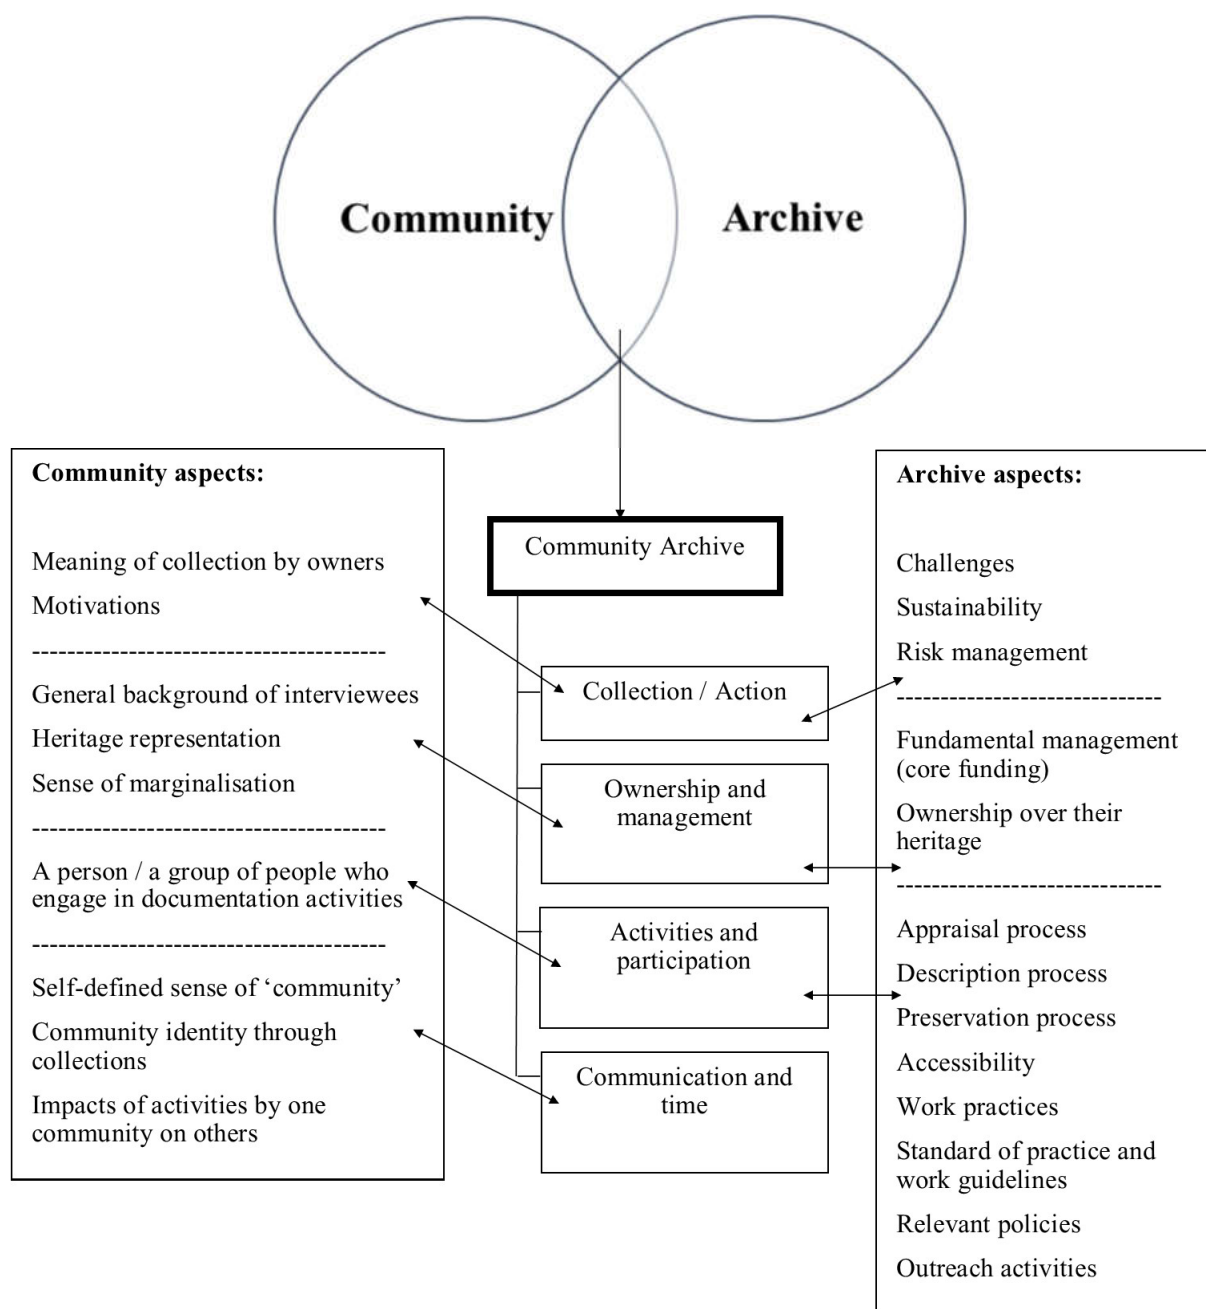 Community
Archive
Community aspects:
Meaning of collection by owners
Motivations
----------------------------------------
General background of interviewees
Heritage representation
Sense of marginalisation
----------------------------------------
A person / a group of people who
engage in documentation activities
----------------------------------------
Self-defined sense of ‘community’
Community identity through
collections
Impacts of activities by one
community on others
Community Archive
Collection / Action
Ownership and
management
Activities and
participation
Communication and
time
Archive aspects:
Challenges
Sustainability
Risk management
------------------------------
Fundamental management
(core funding)
Ownership over their
heritage
------------------------------
Appraisal process
Description process
Preservation process
Accessibility
Work practices
Standard of practice and
work guidelines
Relevant policies
Outreach activities